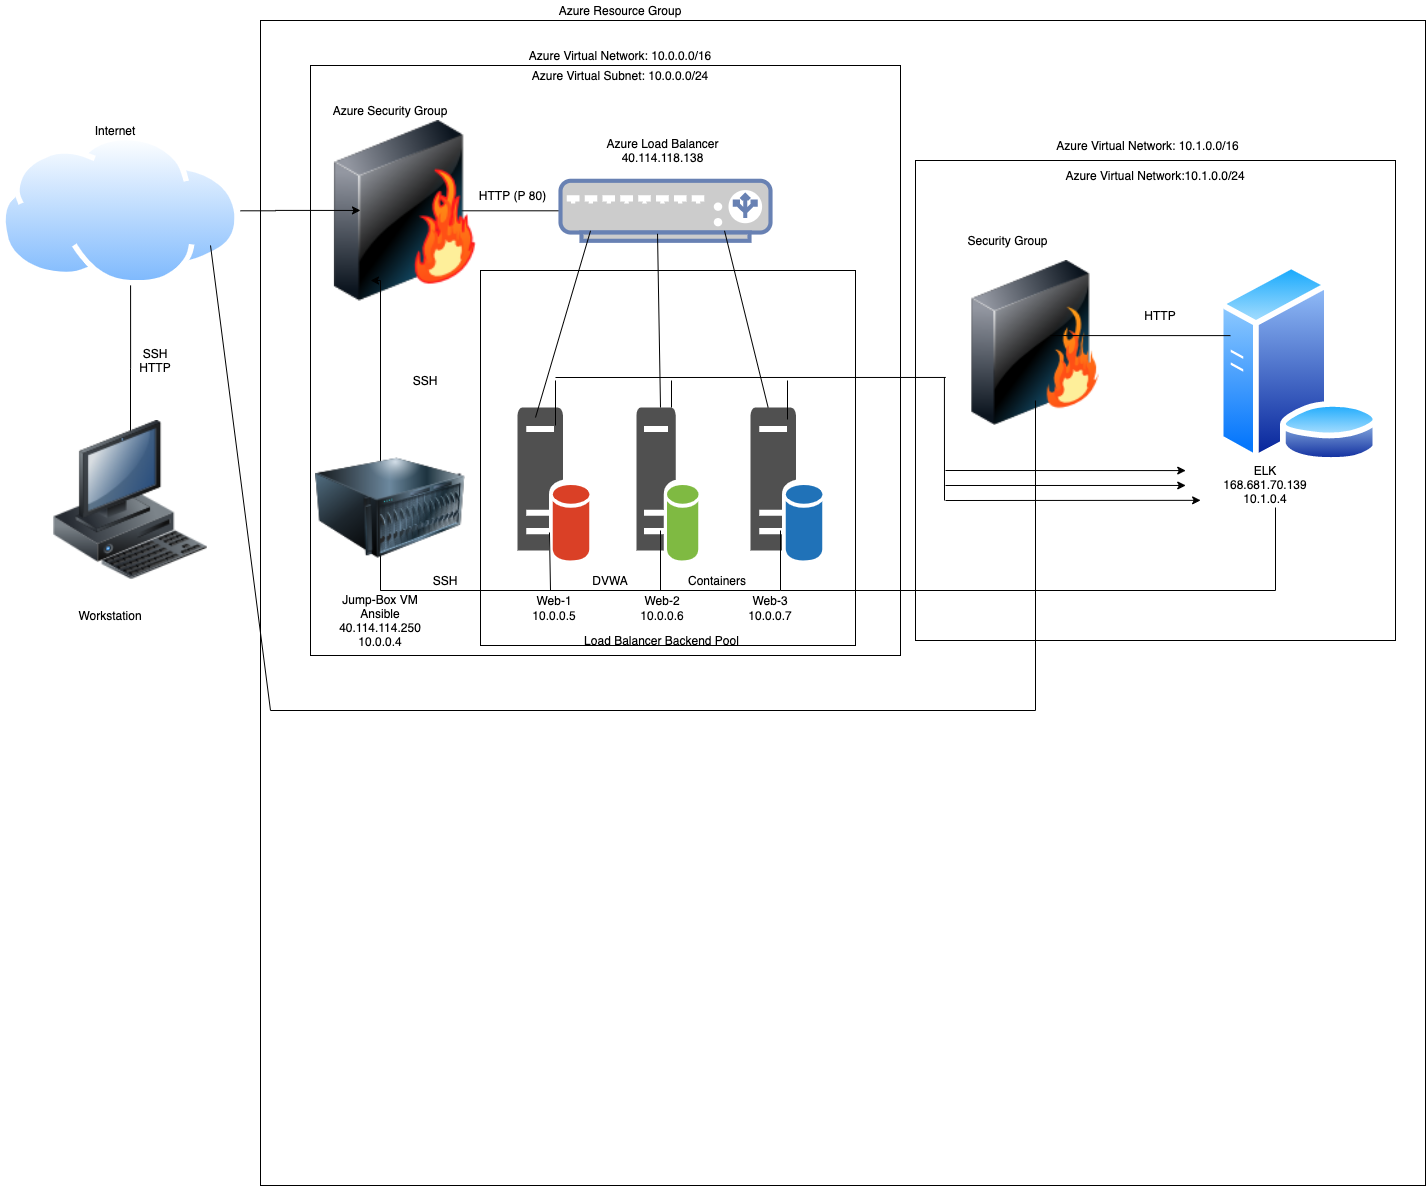 Azure Resource Group
Azure Virtual Network: 10.0.0.0/16
Azure Virtual Subnet: 10.0.0.0/24
Azure Security Group
Internet
Azure Load Balancer
40.114.118.138
Azure Virtual Network: 10.1.0.0/16
Azure Virtual Network:10.1.0.0/24
HTTP (P 80)
Security Group
HTTP
SSH
HTTP
SSH
ELK
168.681.70.139
10.1.0.4
SSH
DVWA
Containers
Jump-Box VM
Ansible
40.114.114.250
10.0.0.4
Web-1
10.0.0.5
Web-2
10.0.0.6
Web-3
10.0.0.7
Workstation
Load Balancer Backend Pool